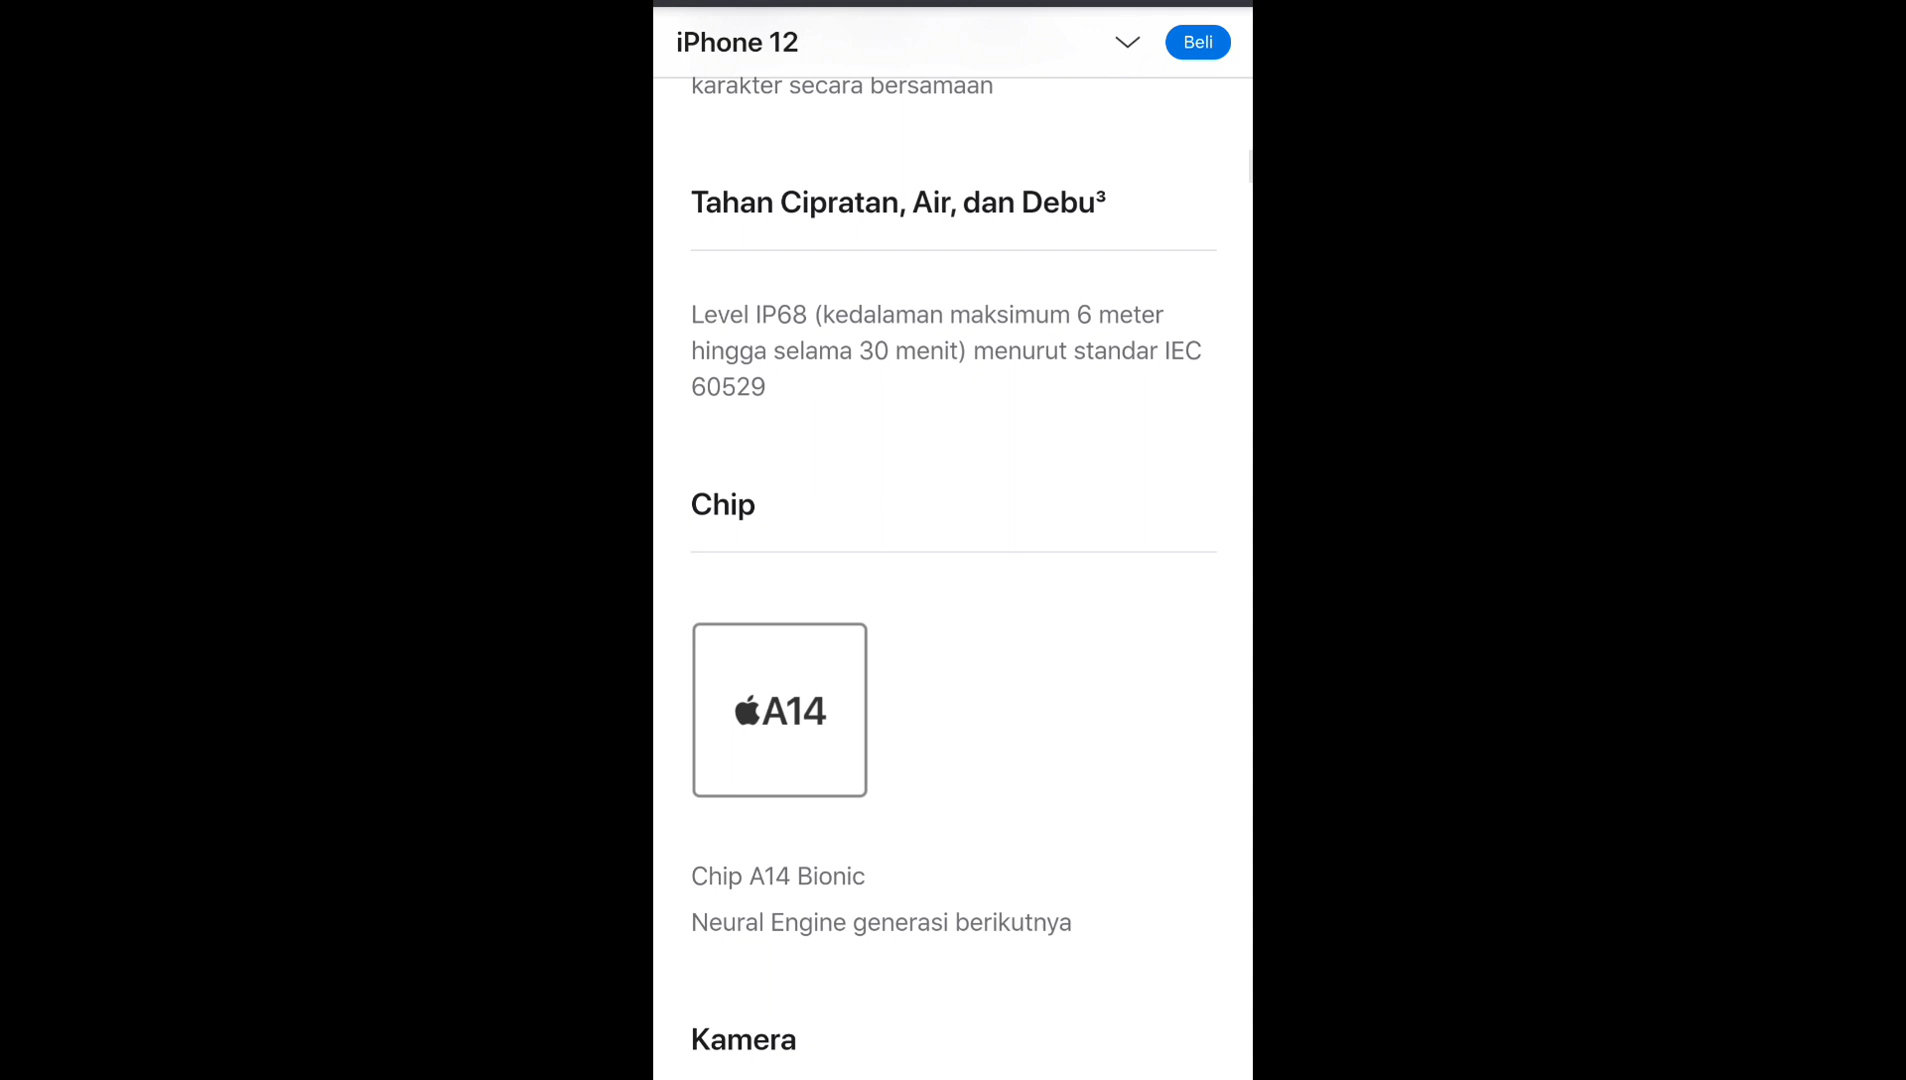 iPhone 12
Beli
karakter secara bersamaan
Tahan Cipratan, Air, dan Debu³
Level IP68 (kedalaman maksimum 6 meter
hingga selama 30 menit) menurut standar IEC
60529
Chip
A14
Chip A14 Bionic
Neural Engine generasi berikutnya
Kamera